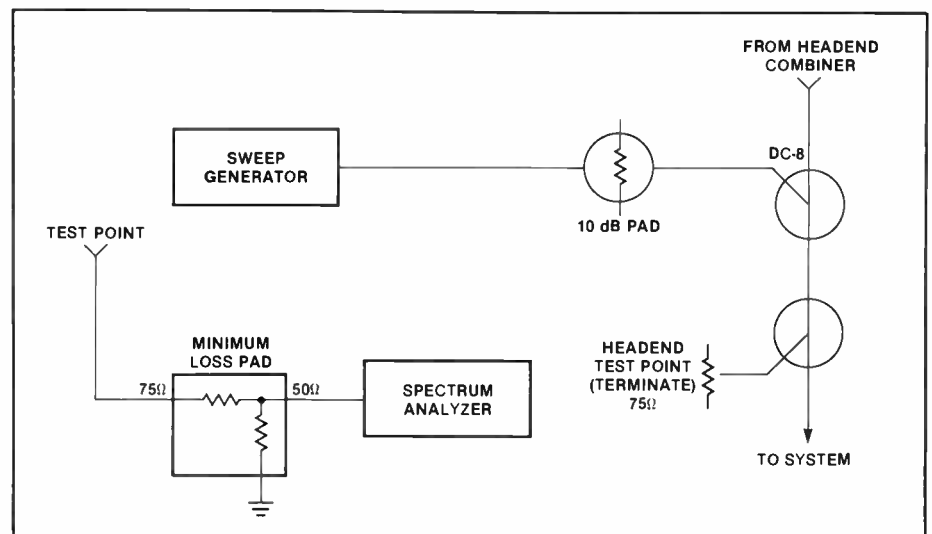 FROM HEADEND
COMBINER
SWEEP
GENERATOR
DC-8
10 dB PAD
TEST POINT
MINIMUM
LOSS PAD
75Ω
50Ω
SPECTRUM
ANALYZER
HEADEND
TEST POINT
(TERMINATE)
75Ω
TO SYSTEM